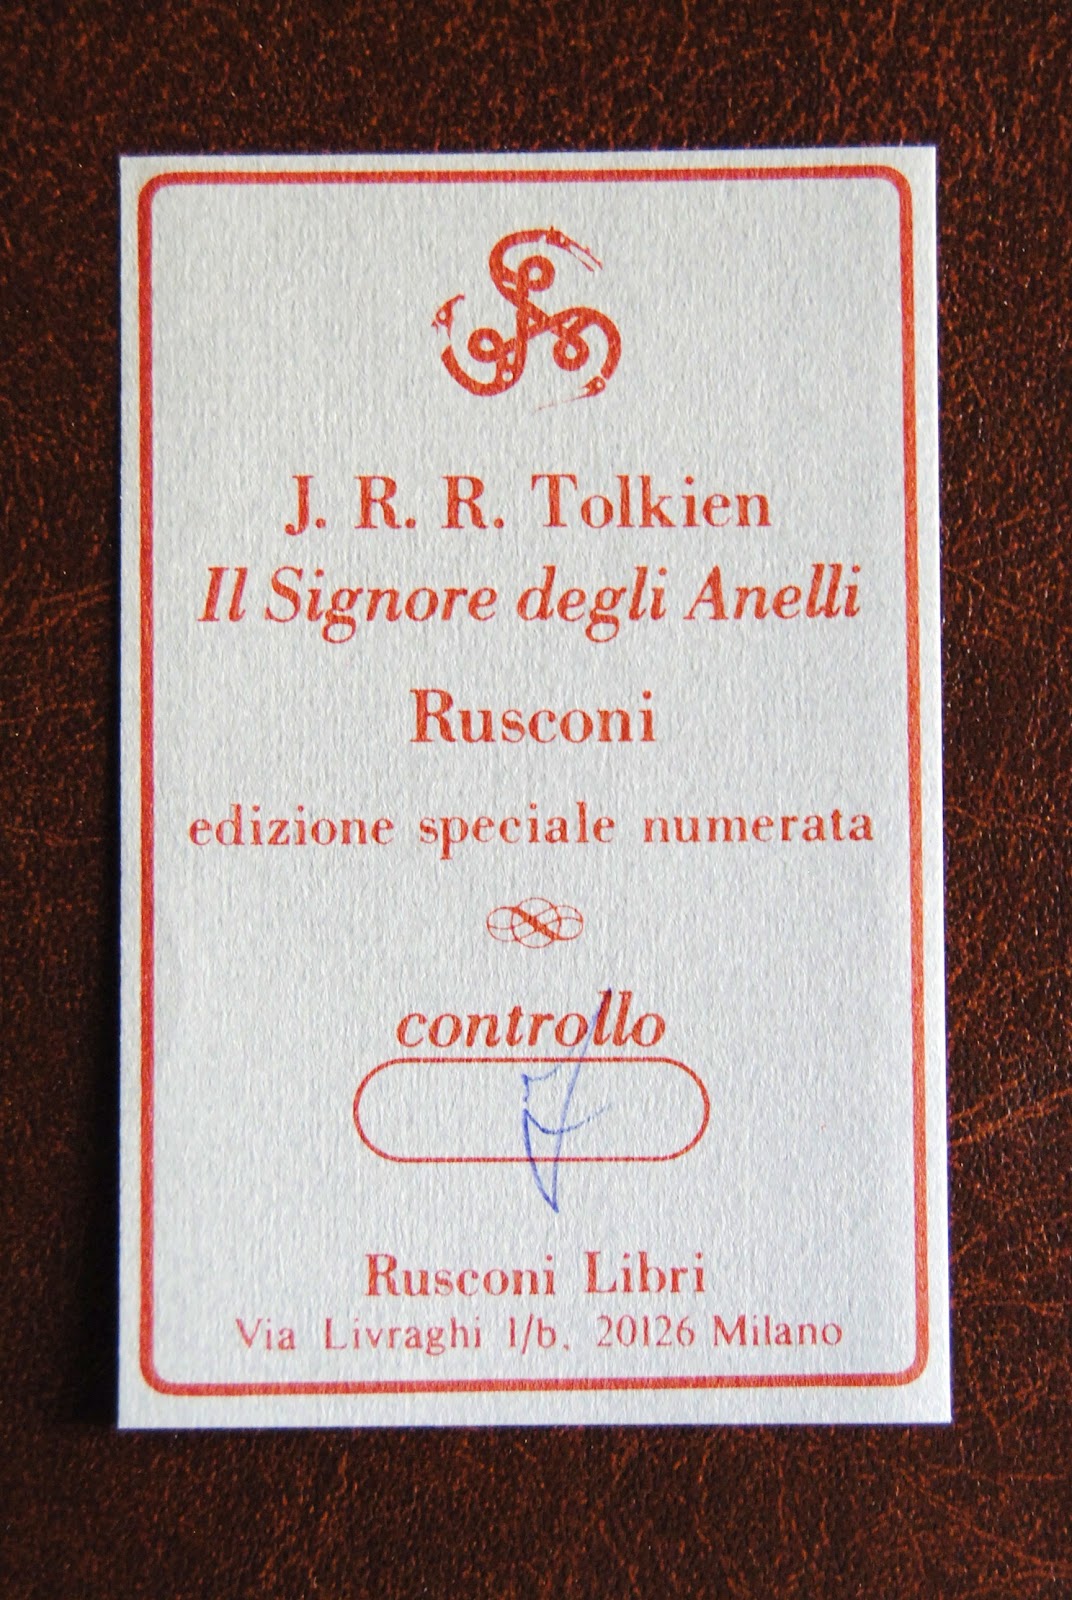 J. R. R. Tolkien
Il Signore degli Anelli
Rusconi
edizione speciale numerata
controllo
Rusconi Libri
Via Livraghi 1/b, 20126 Milano